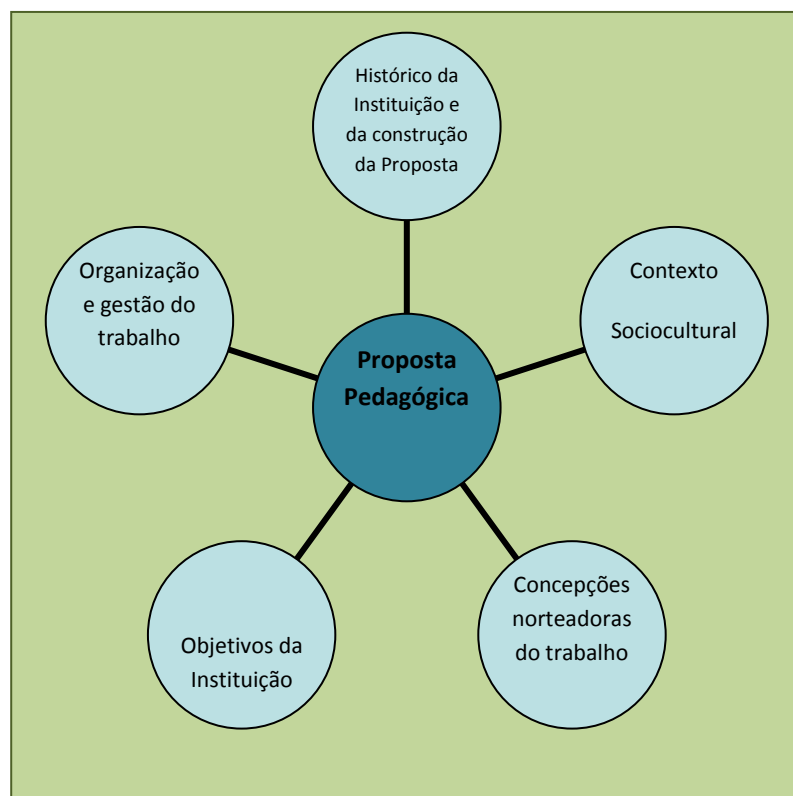 Histórico da
Instituição e
da construção
da Proposta
Organização
e gestão do
trabalho
Contexto
Sociocultural
Proposta
Pedagógica
Objetivos da
Instituição
Concepções
norteadoras
do trabalho